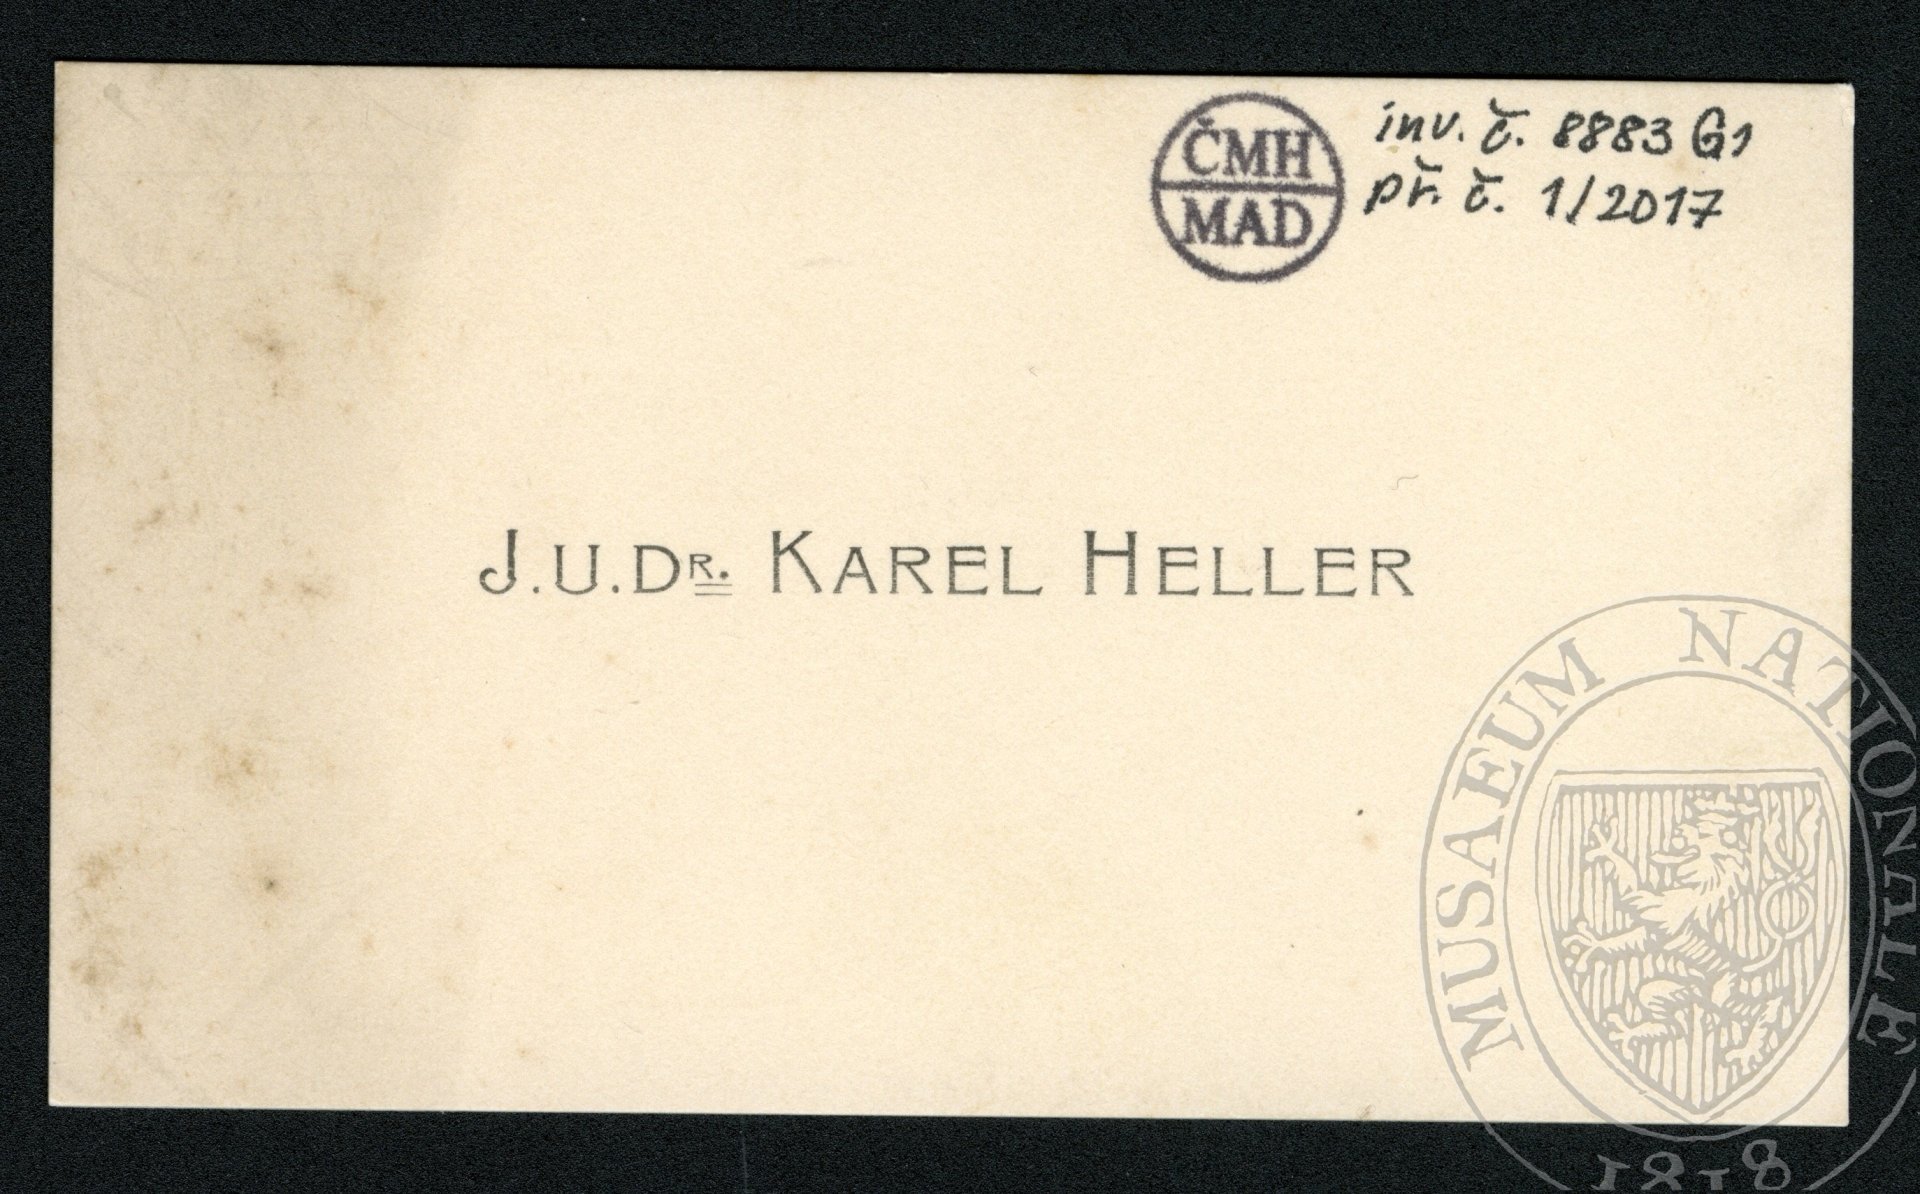 ČMH
MAD
inv. č. 8883 G1
př. č. 1/2017
J.U.DR. KAREL HELLER
MUSAEUM NATIONALE
1818